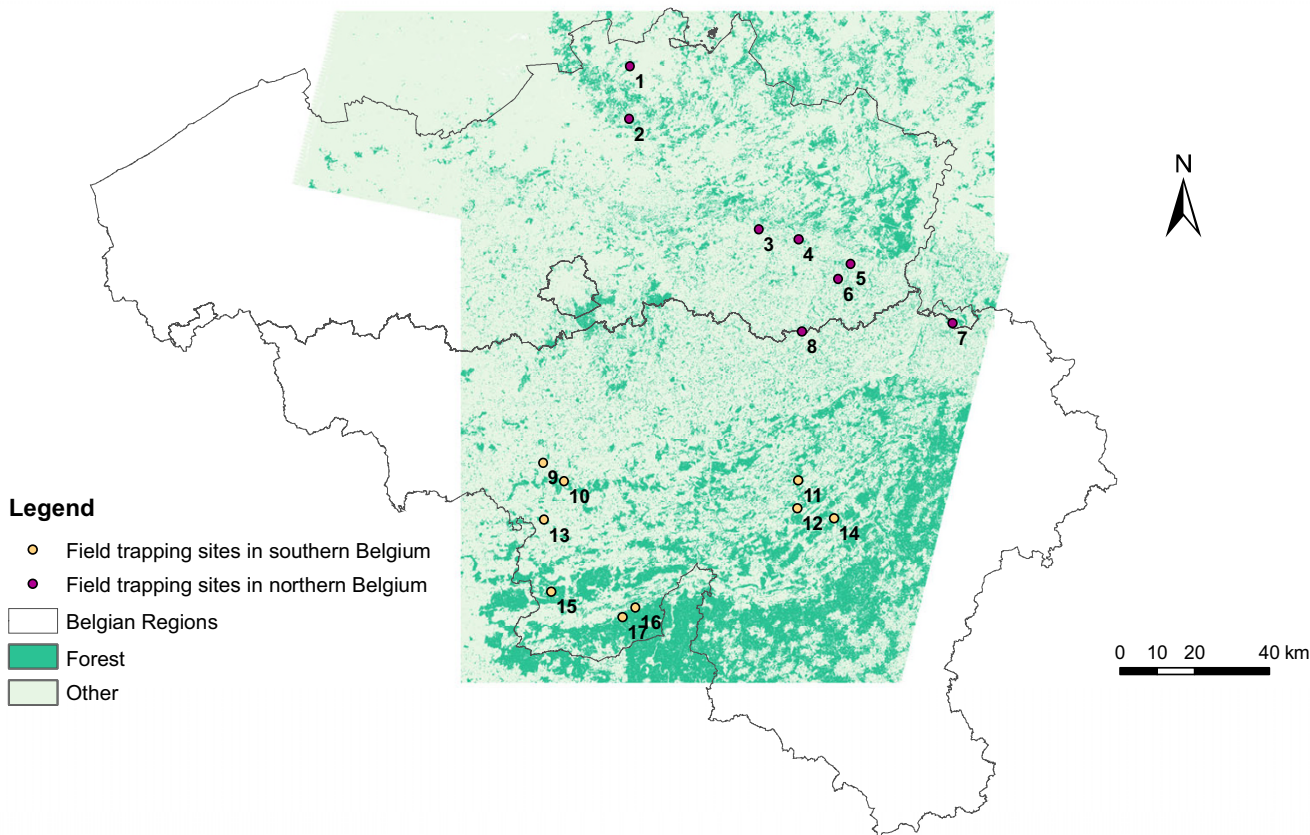 1
2
N
3
4
5
6
7
8
9
10
11
12
14
13
15
16
17
Legend
Field trapping sites in southern Belgium
Field trapping sites in northern Belgium
Belgian Regions
Forest
Other
0 10 20 40 km